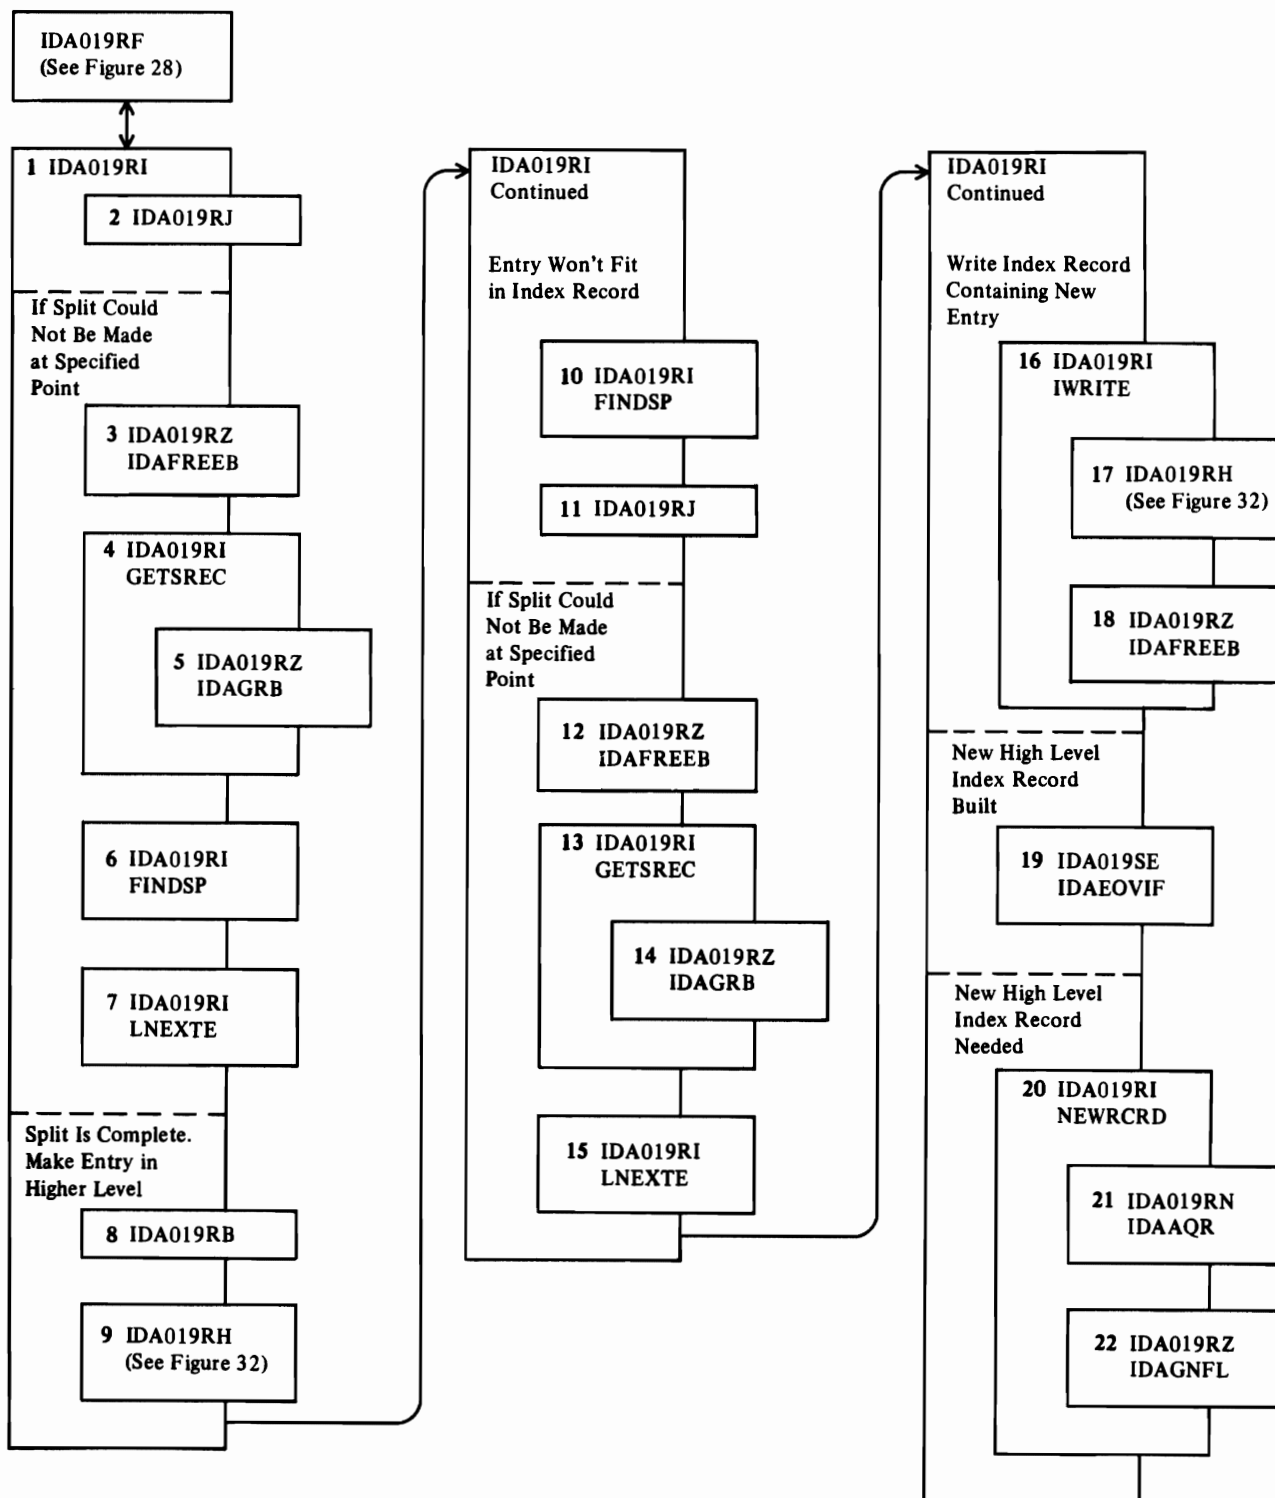 IDA019RF
(See Figure 28)
1 IDA019RI
2 IDA019RJ
If Split Could
Not Be Made
at Specified
Point
3 IDA019RZ
IDAFREEB
4 IDA019RI
GETSREC
5 IDA019RZ
IDAGRB
6 IDA019RI
FINDSP
7 IDA019RI
LNEXTE
Split Is Complete.
Make Entry in
Higher Level
8 IDA019RB
9 IDA019RH
(See Figure 32)
IDA019RI
Continued
Entry Won't Fit
in Index Record
10 IDA019RI
FINDSP
11 IDA019RJ
If Split Could
Not Be Made
at Specified
Point
12 IDA019RZ
IDAFREEB
13 IDA019RI
GETSREC
14 IDA019RZ
IDAGRB
15 IDA019RI
LNEXTE
IDA019RI
Continued
Write Index Record
Containing New
Entry
16 IDA019RI
IWRITE
17 IDA019RH
(See Figure 32)
18 IDA019RZ
IDAFREEB
New High Level
Index Record
Built
19 IDA019SE
IDAEOVIF
New High Level
Index Record
Needed
20 IDA019RI
NEWRCRD
21 IDA019RN
IDAAQR
22 IDA019RZ
IDAGNFL